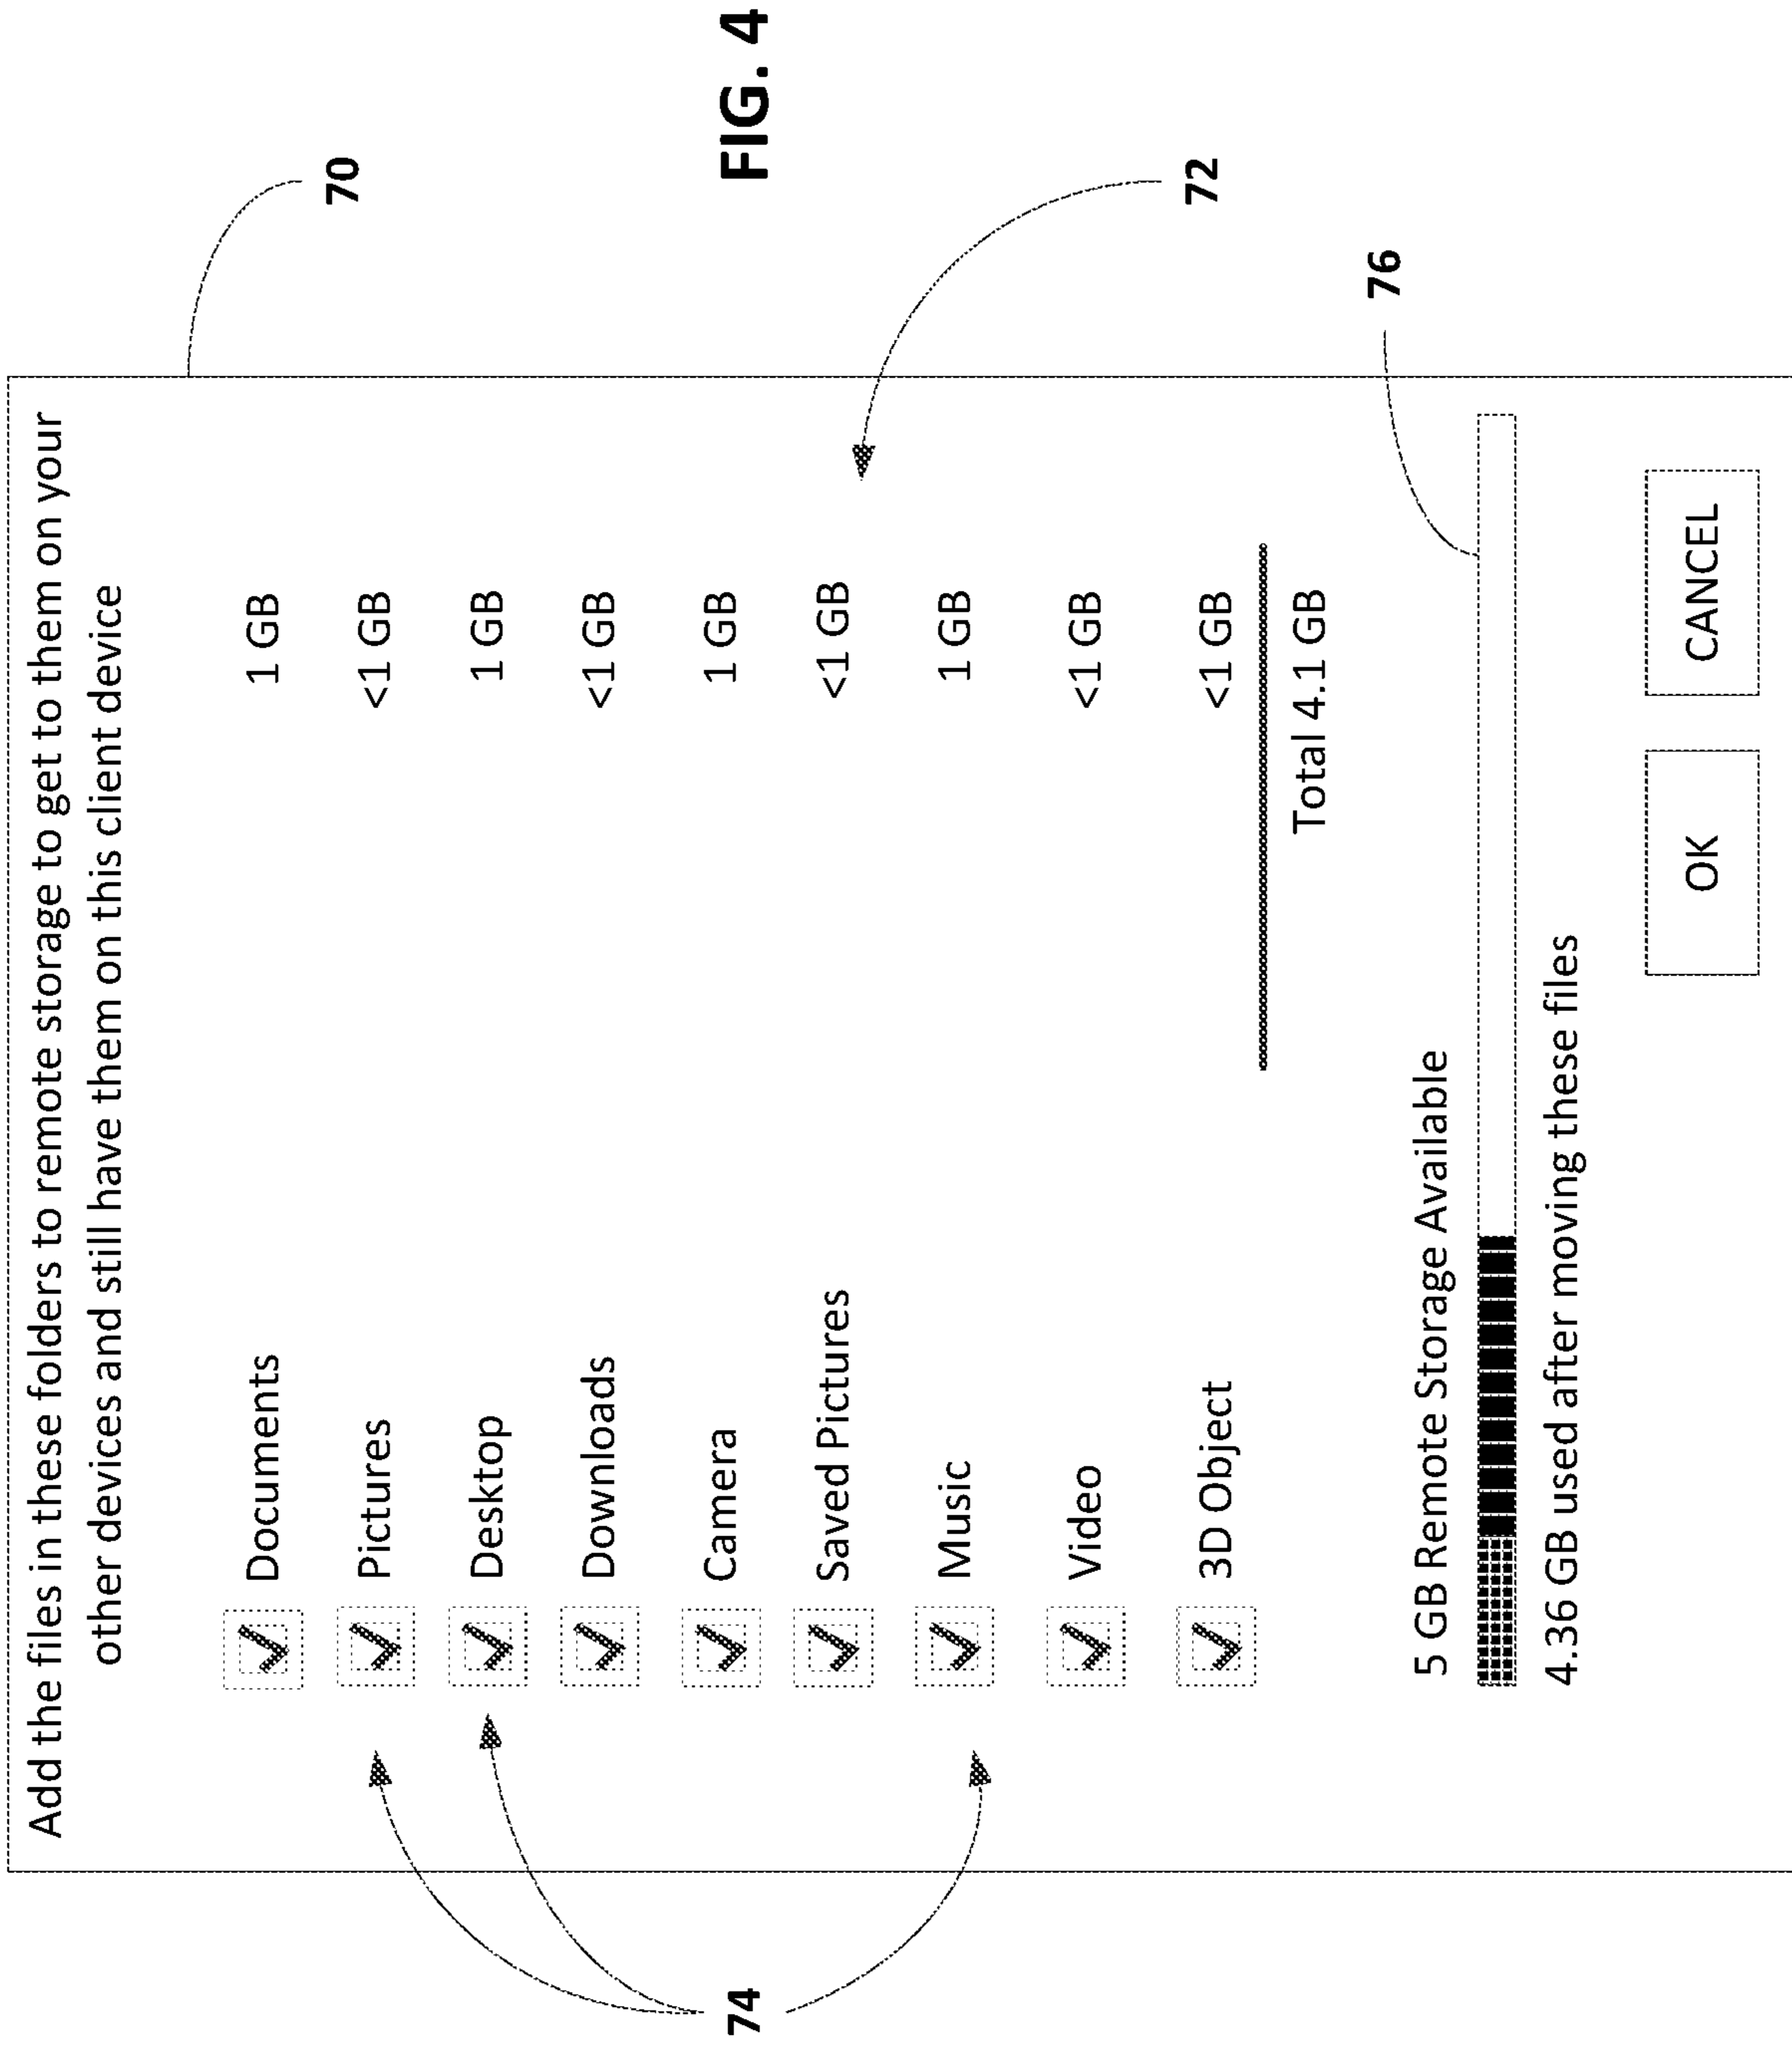 Add the files in these folders to remote storage to get to them on your
other devices and still have them on this client device
Documents 1 GB
Pictures <1 GB
Desktop 1 GB
Downloads <1 GB
Camera 1 GB
Saved Pictures <1 GB
Music 1 GB
Video <1 GB
3D Object <1 GB
Total 4.1 GB
5 GB Remote Storage Available
4.36 GB used after moving these files
OK
CANCEL
70
72
74
76
FIG. 4